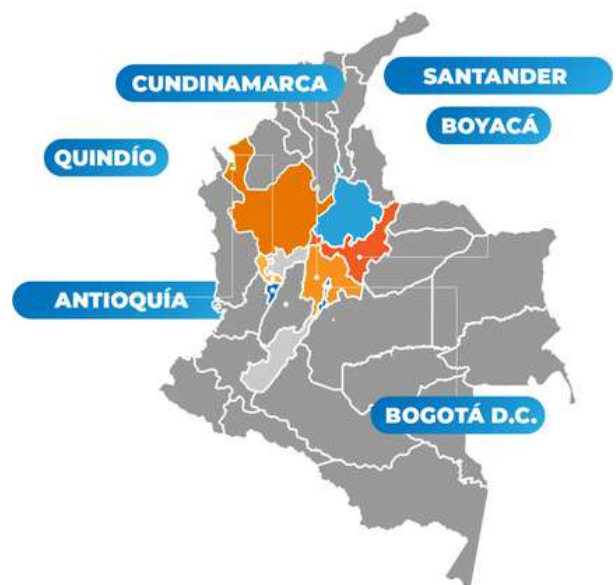 CUNDINAMARCA
SANTANDER
BOYACÁ
QUINDÍO
ANTIOQUÍA
BOGOTÁ D.C.